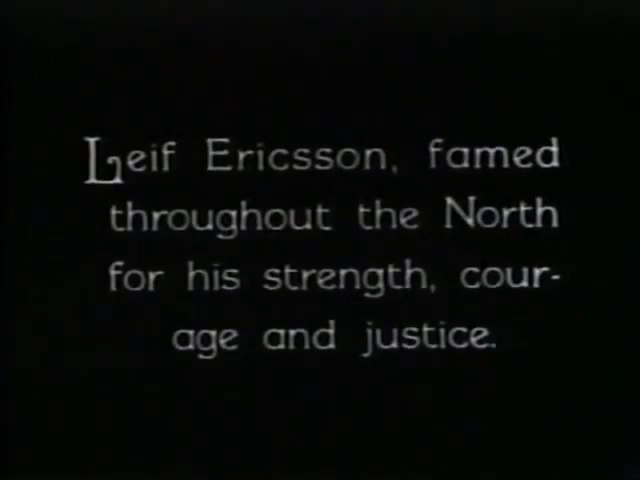 Leif Ericsson, famed
throughout the North
for his strength, cour-
age and justice.